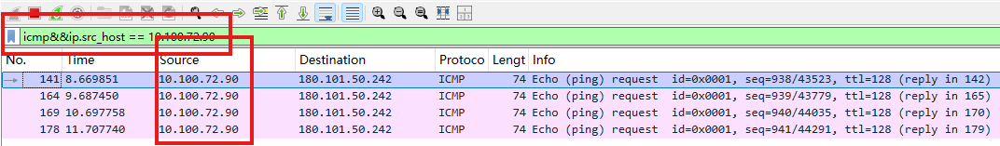 icmp&&ip.src_host == 10.100.72.90
No. Time Source Destination Protoco Lengt Info
141 8.669851 10.100.72.90 180.101.50.242 ICMP 74 Echo (ping) request id=0x0001, seq=938/43523, ttl=128 (reply in 142)
164 9.687450 10.100.72.90 180.101.50.242 ICMP 74 Echo (ping) request id=0x0001, seq=939/43779, ttl=128 (reply in 165)
169 10.697758 10.100.72.90 180.101.50.242 ICMP 74 Echo (ping) request id=0x0001, seq=940/44035, ttl=128 (reply in 170)
178 11.707740 10.100.72.90 180.101.50.242 ICMP 74 Echo (ping) request id=0x0001, seq=941/44291, ttl=128 (reply in 179)